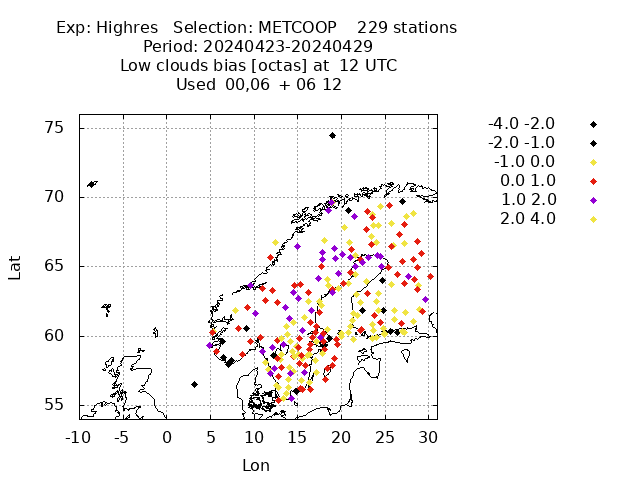 Exp: Highres Selection: METCOOP 229 stations
Period: 20240423-20240429
Low clouds bias [octas] at 12 UTC
Used 00,06 + 06 12
-4.0 -2.0
-2.0 -1.0
-1.0 0.0
0.0 1.0
1.0 2.0
2.0 4.0
75
70
65
60
55
Lat
-10 -5 0 5 10 15 20 25 30
Lon